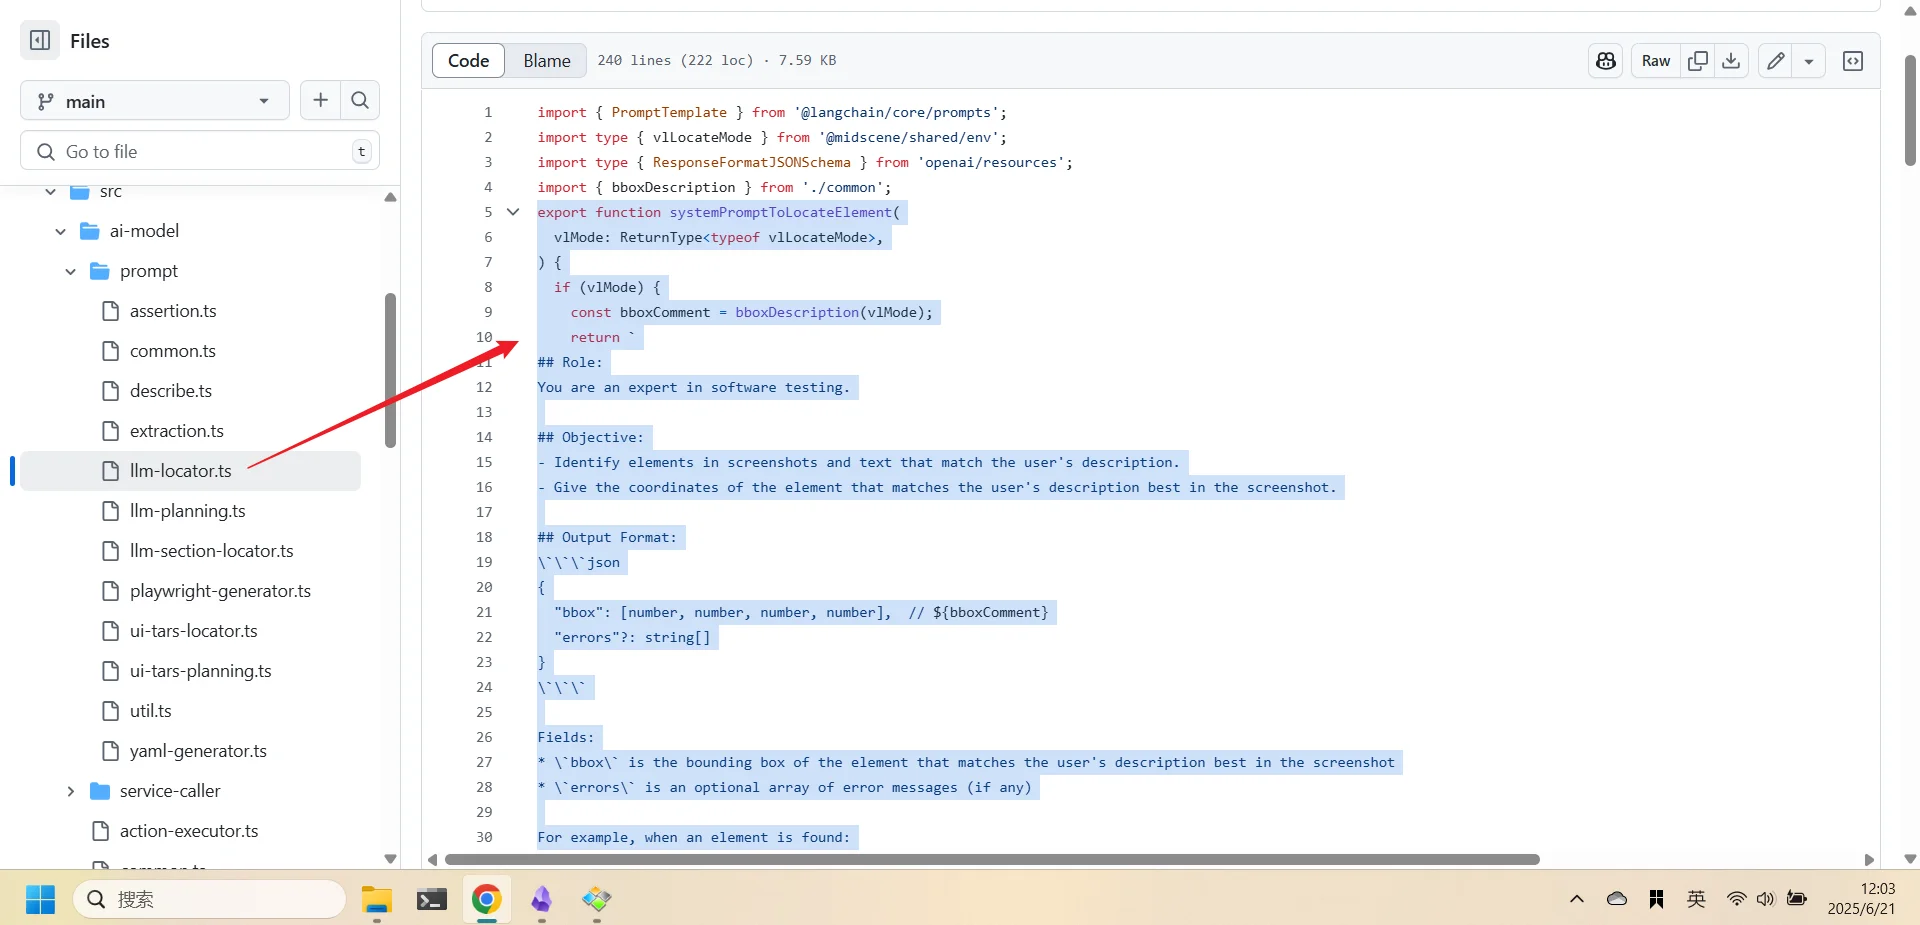 Files
main
Go to file
t
src
ai-model
prompt
assertion.ts
common.ts
describe.ts
extraction.ts
llm-locator.ts
llm-planning.ts
llm-section-locator.ts
playwright-generator.ts
ui-tars-locator.ts
ui-tars-planning.ts
util.ts
yaml-generator.ts
service-caller
action-executor.ts
Code
Blame
240 lines (222 loc) · 7.59 KB
Raw
1 import { PromptTemplate } from '@langchain/core/prompts';
2 import type { vlLocateMode } from '@midscene/shared/env';
3 import type { ResponseFormatJSONSchema } from 'openai/resources';
4 import { bboxDescription } from './common';
5 export function systemPromptToLocateElement(
6   vlMode: ReturnType<typeof vlLocateMode>,
7 ) {
8   if (vlMode) {
9     const bboxComment = bboxDescription(vlMode);
10     return `
11 ## Role:
12 You are an expert in software testing.
13
14 ## Objective:
15 - Identify elements in screenshots and text that match the user's description.
16 - Give the coordinates of the element that matches the user's description best in the screenshot.
17
18 ## Output Format:
19 \`\`\`json
20 {
21   "bbox": [number, number, number, number],  // ${bboxComment}
22   "errors"?: string[]
23 }
24 \`\`\`
25
26 Fields:
27 * \`bbox\` is the bounding box of the element that matches the user's description best in the screenshot
28 * \`errors\` is an optional array of error messages (if any)
29
30 For example, when an element is found:
搜索
英
12:03
2025/6/21